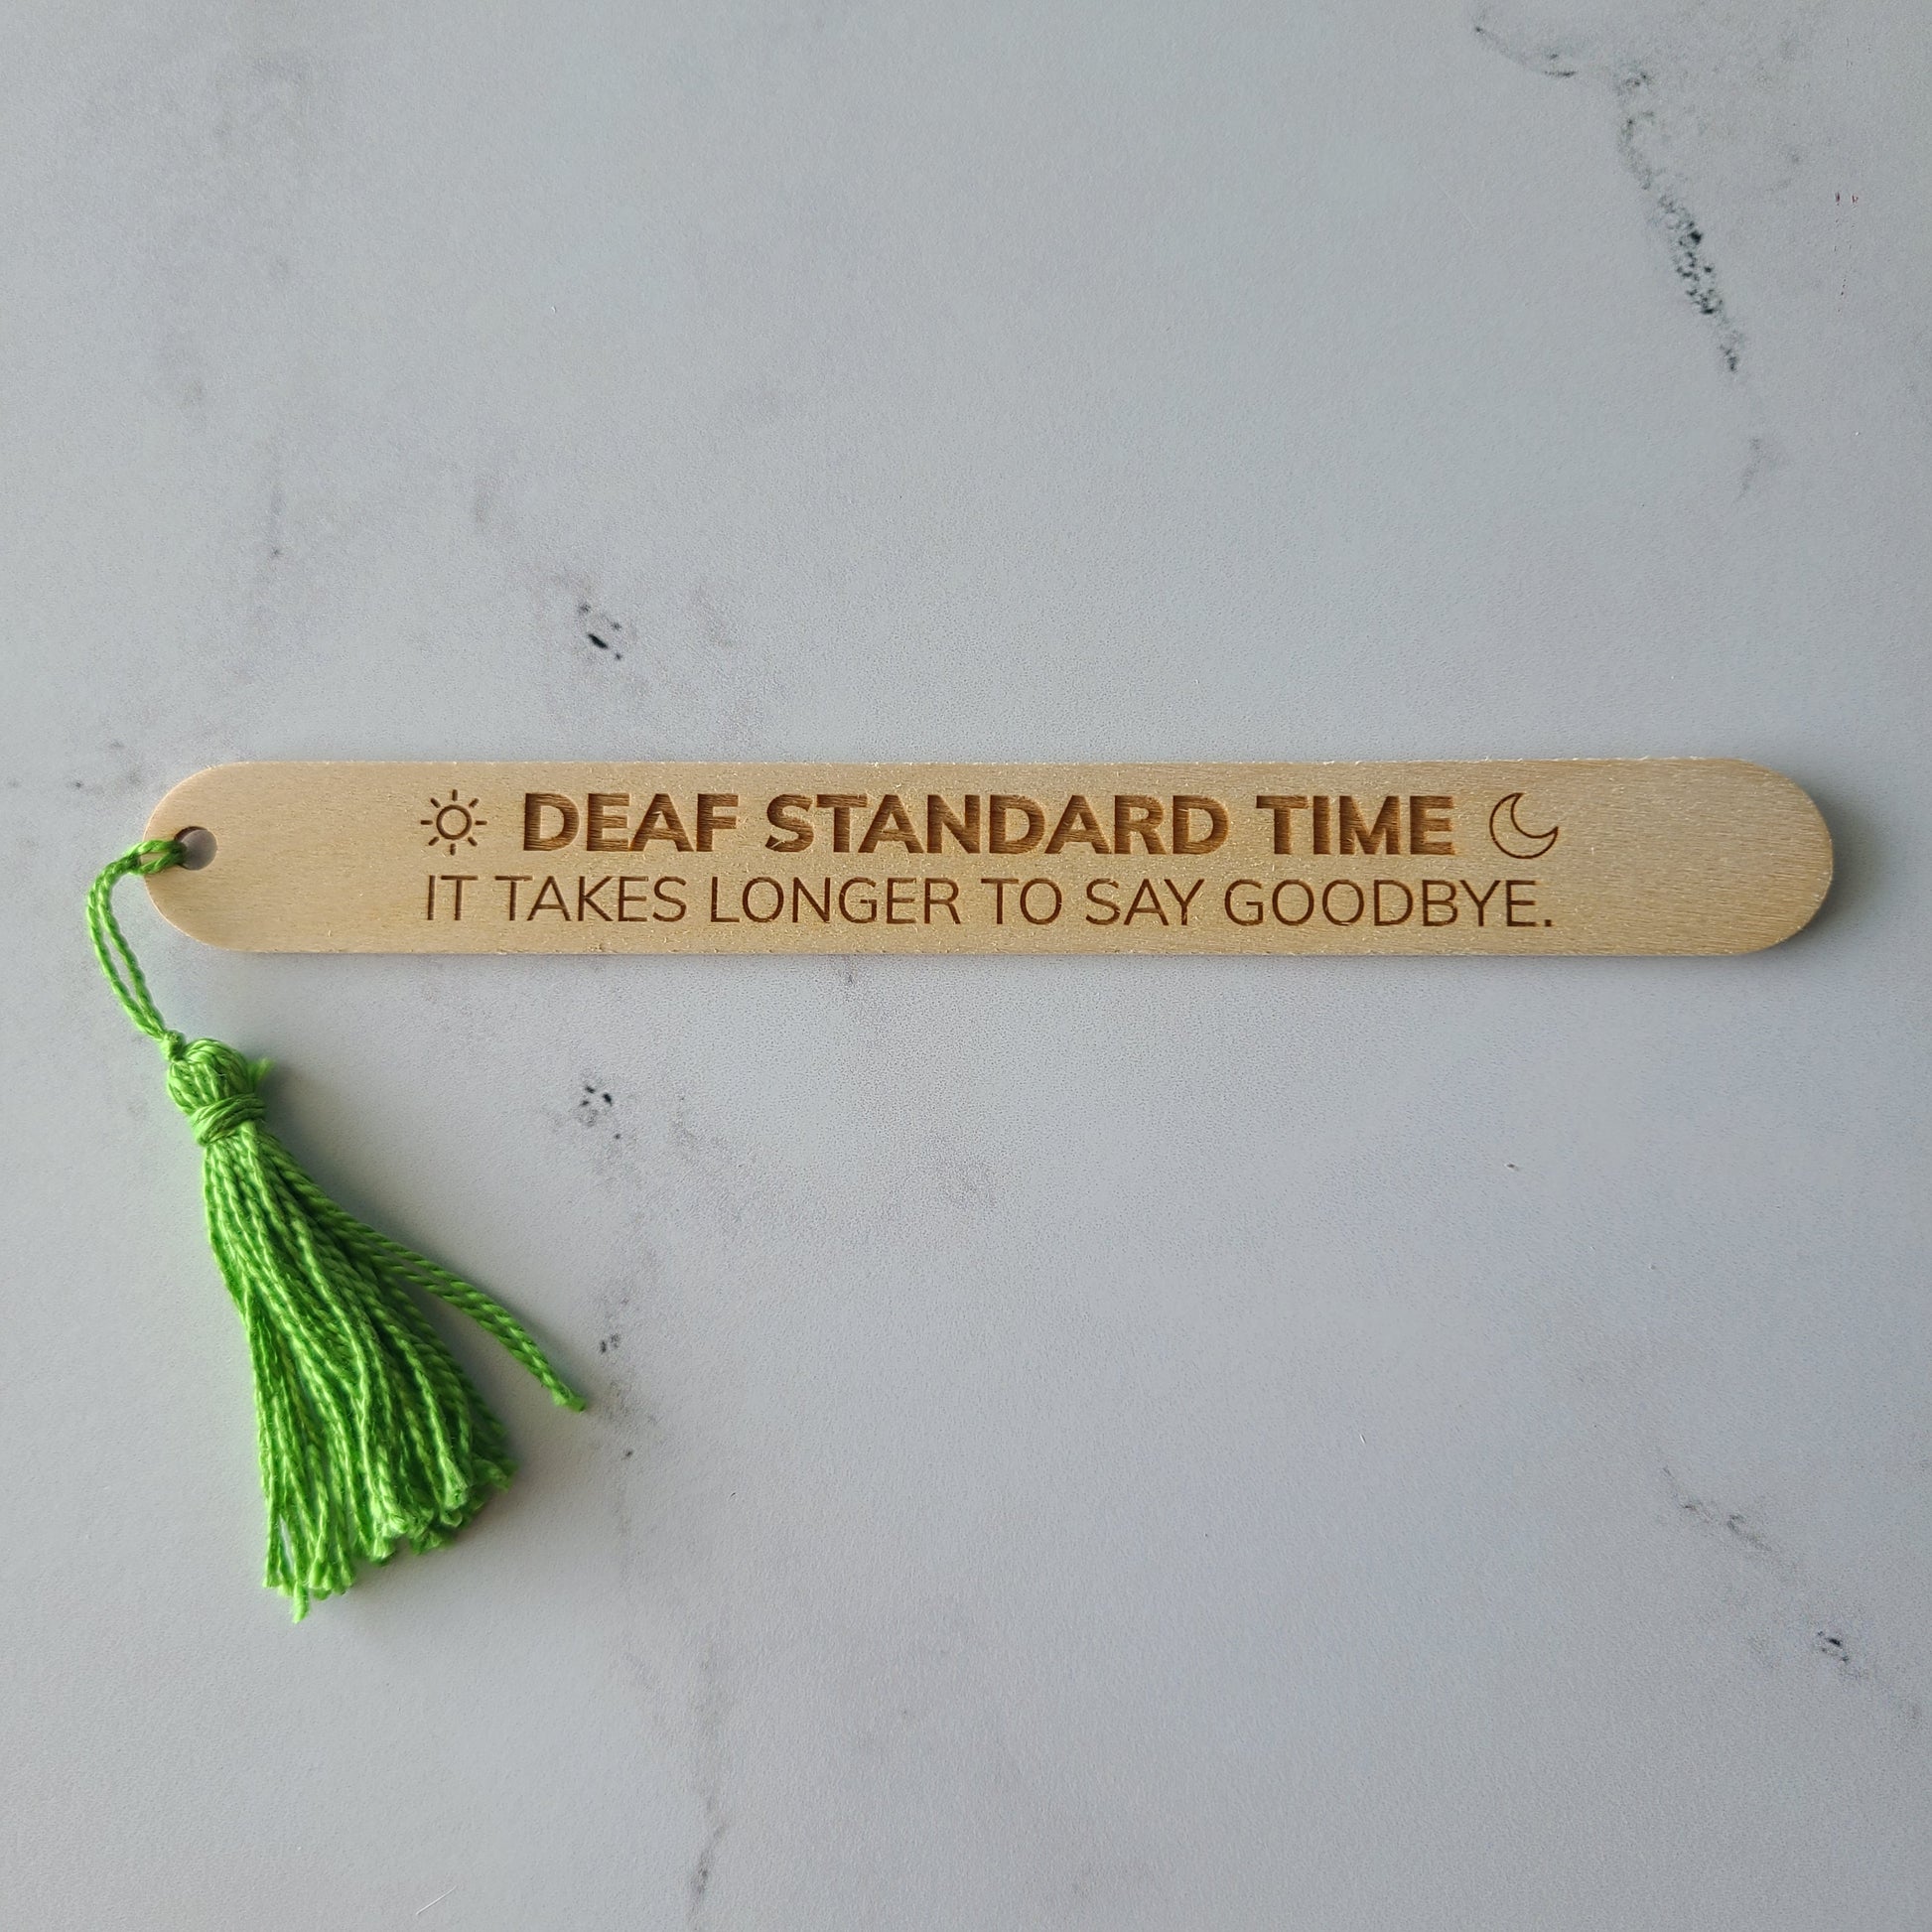 DEAF STANDARD TIME
IT TAKES LONGER TO SAY GOODBYE.